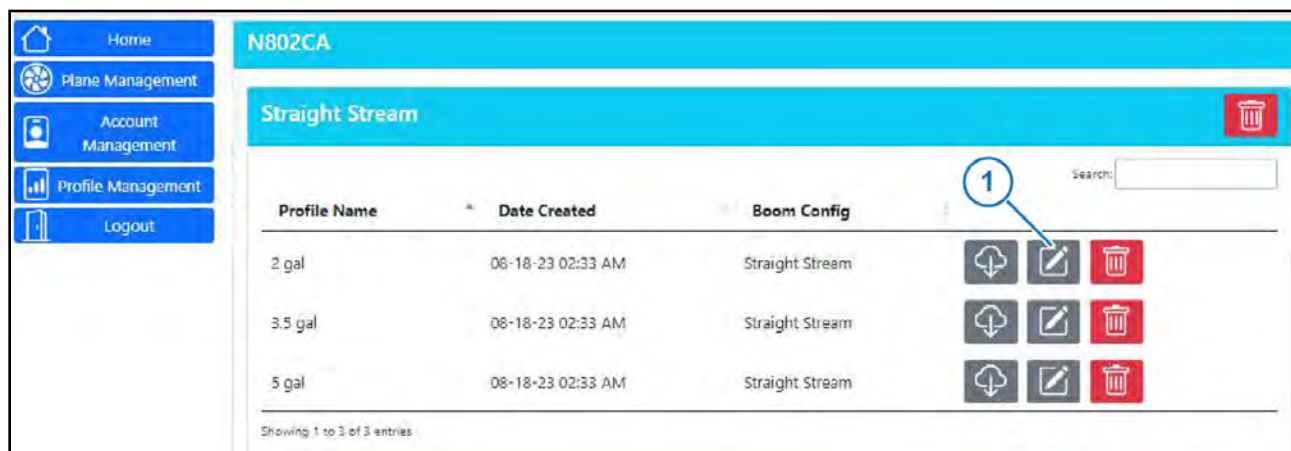 Home
Plane Management
Account
Management
Profile Management
Logout
N802CA
Straight Stream
Search:
1
Profile Name Date Created Boom Config
2 gal 08-18-23 02:33 AM Straight Stream
3.5 gal 08-18-23 02:33 AM Straight Stream
5 gal 08-18-23 02:33 AM Straight Stream
Showing 1 to 3 of 3 entries